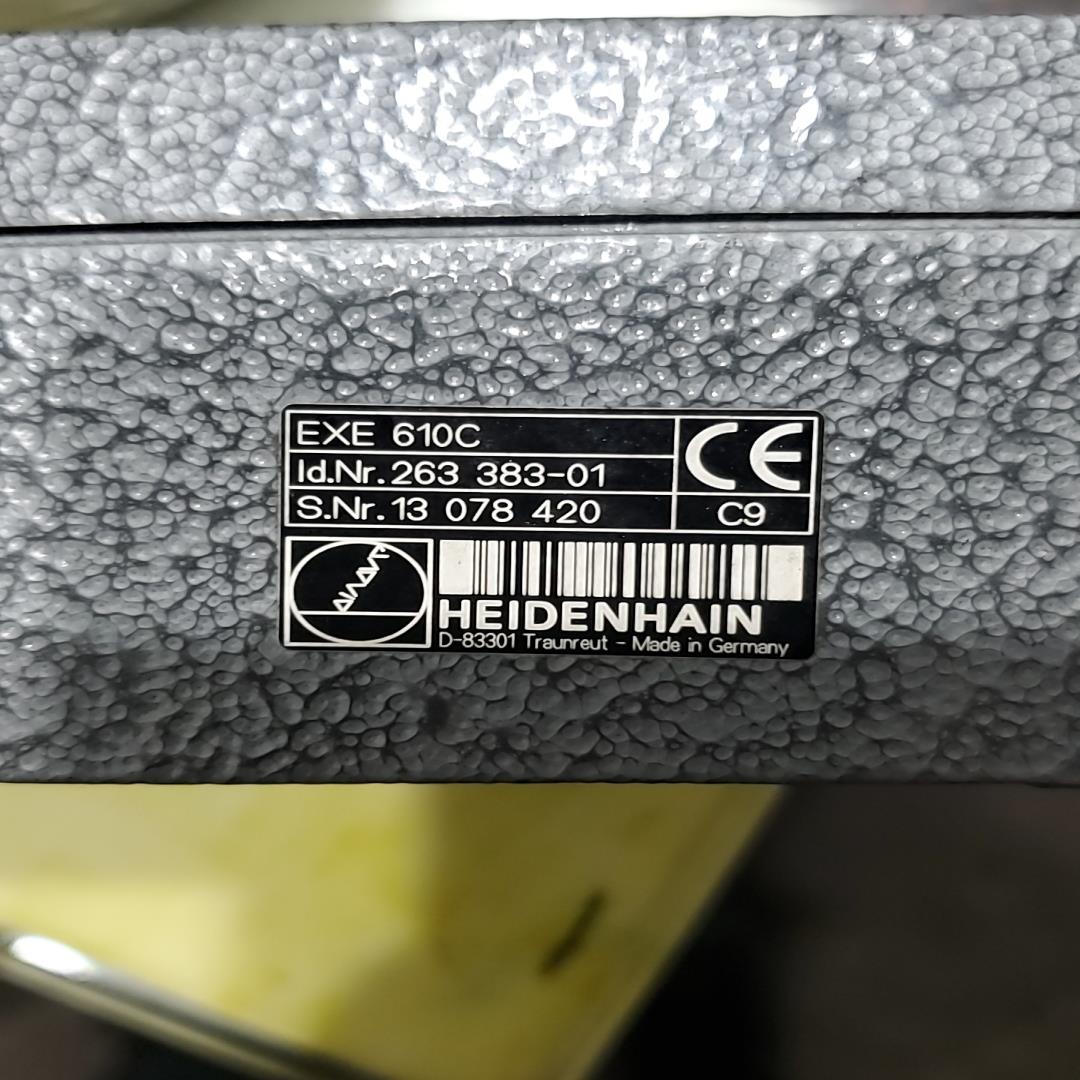 EXE 610C
Id.Nr.263 383-01
S.Nr.13 078 420
CE
C9
HEIDENHAIN
D-83301 Traunreut - Made in Germany